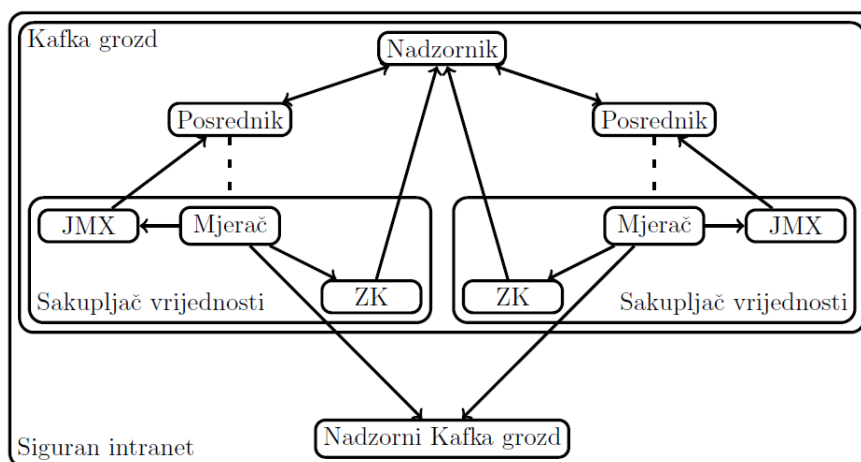 Kafka grozd
Nadzornik
Posrednik
Posrednik
JMX
Mjerač
Mjerač
JMX
Sakupljač vrijednosti
ZK
ZK
Sakupljač vrijednosti
Siguran intranet
Nadzorni Kafka grozd